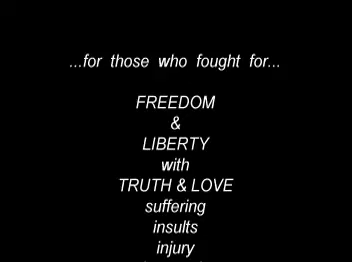 ...for those who fought for...
FREEDOM
&
LIBERTY
with
TRUTH & LOVE
suffering
insults
injury